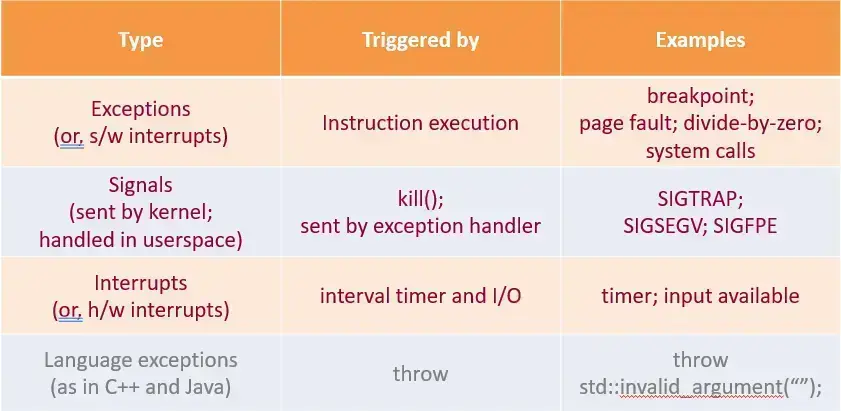 Type Triggered by Examples
Exceptions
(or, s/w interrupts)
Instruction execution
breakpoint;
page fault; divide-by-zero;
system calls
Signals
(sent by kernel;
handled in userspace)
kill();
sent by exception handler
SIGTRAP;
SIGSEGV; SIGFPE
Interrupts
(or, h/w interrupts)
interval timer and I/O
timer; input available
Language exceptions
(as in C++ and Java)
throw
throw
std::invalid_argument(“”);